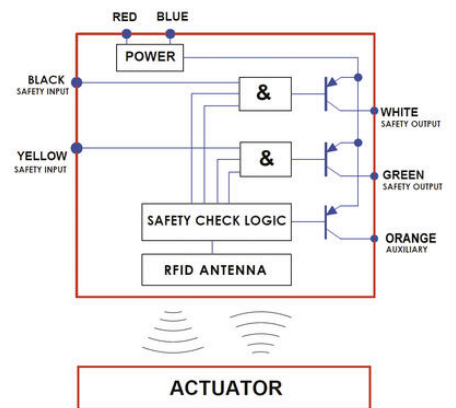 RED BLUE
POWER
BLACK
SAFETY INPUT
&
WHITE
SAFETY OUTPUT
YELLOW
SAFETY INPUT
&
GREEN
SAFETY OUTPUT
SAFETY CHECK LOGIC
ORANGE
AUXILIARY
RFID ANTENNA
ACTUATOR